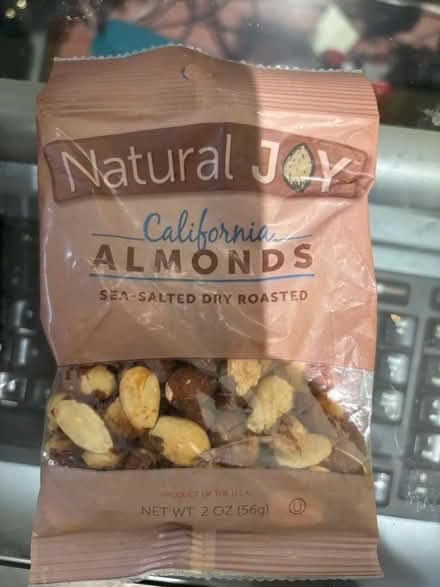 Natural JOY
California
ALMONDS
SEA-SALTED DRY ROASTED
PRODUCT OF THE U.S.A.
NET WT. 2 OZ (56g) U